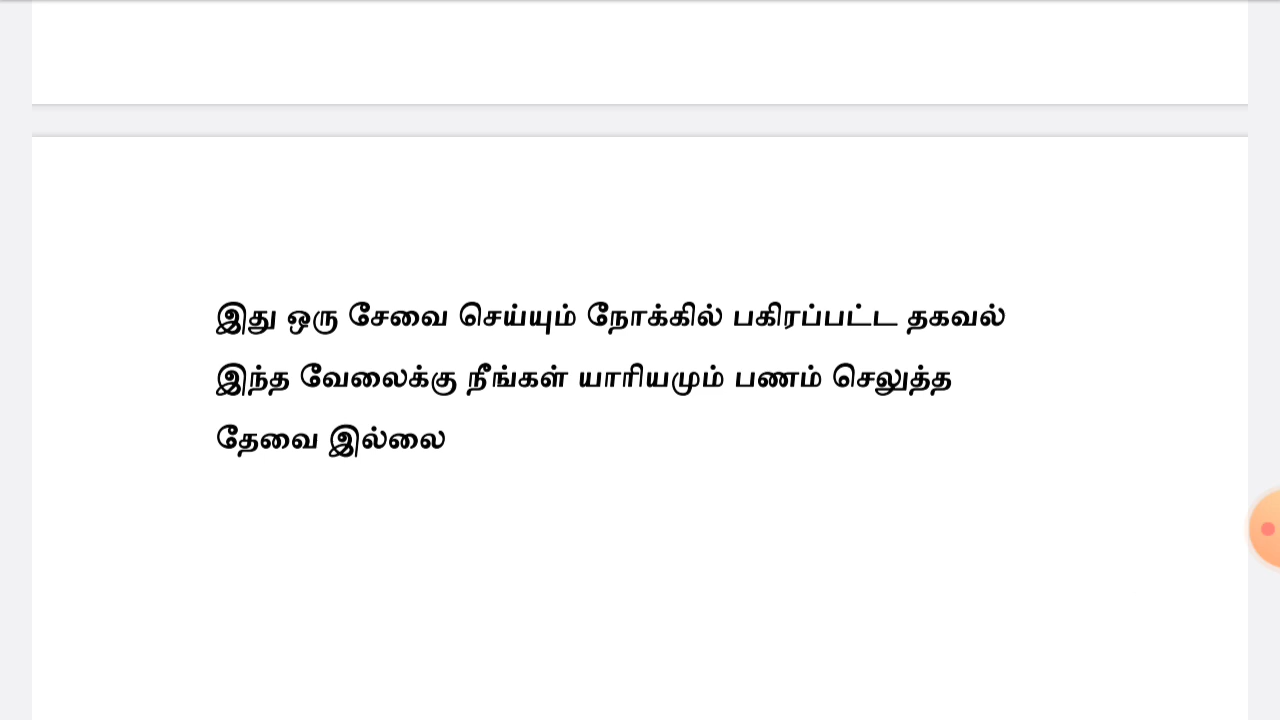 இது ஒரு சேவை செய்யும் நோக்கில் பகிரப்பட்ட தகவல்
இந்த வேலைக்கு நீங்கள் யாரியமும் பணம் செலுத்த
தேவை இல்லை